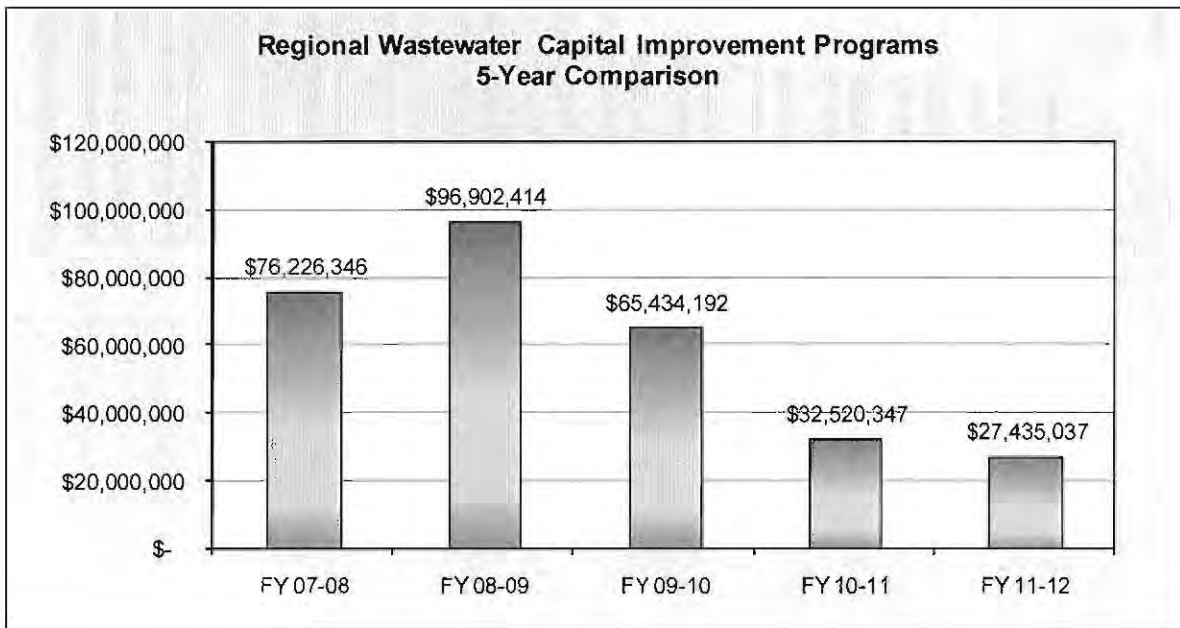 Regional Wastewater Capital Improvement Programs
5-Year Comparison
$120,000,000
$100,000,000
$80,000,000
$60,000,000
$40,000,000
$20,000,000
$-
$76,226,346
$96,902,414
$65,434,192
$32,520,347
$27,435,037
FY 07-08
FY 08-09
FY 09-10
FY 10-11
FY 11-12